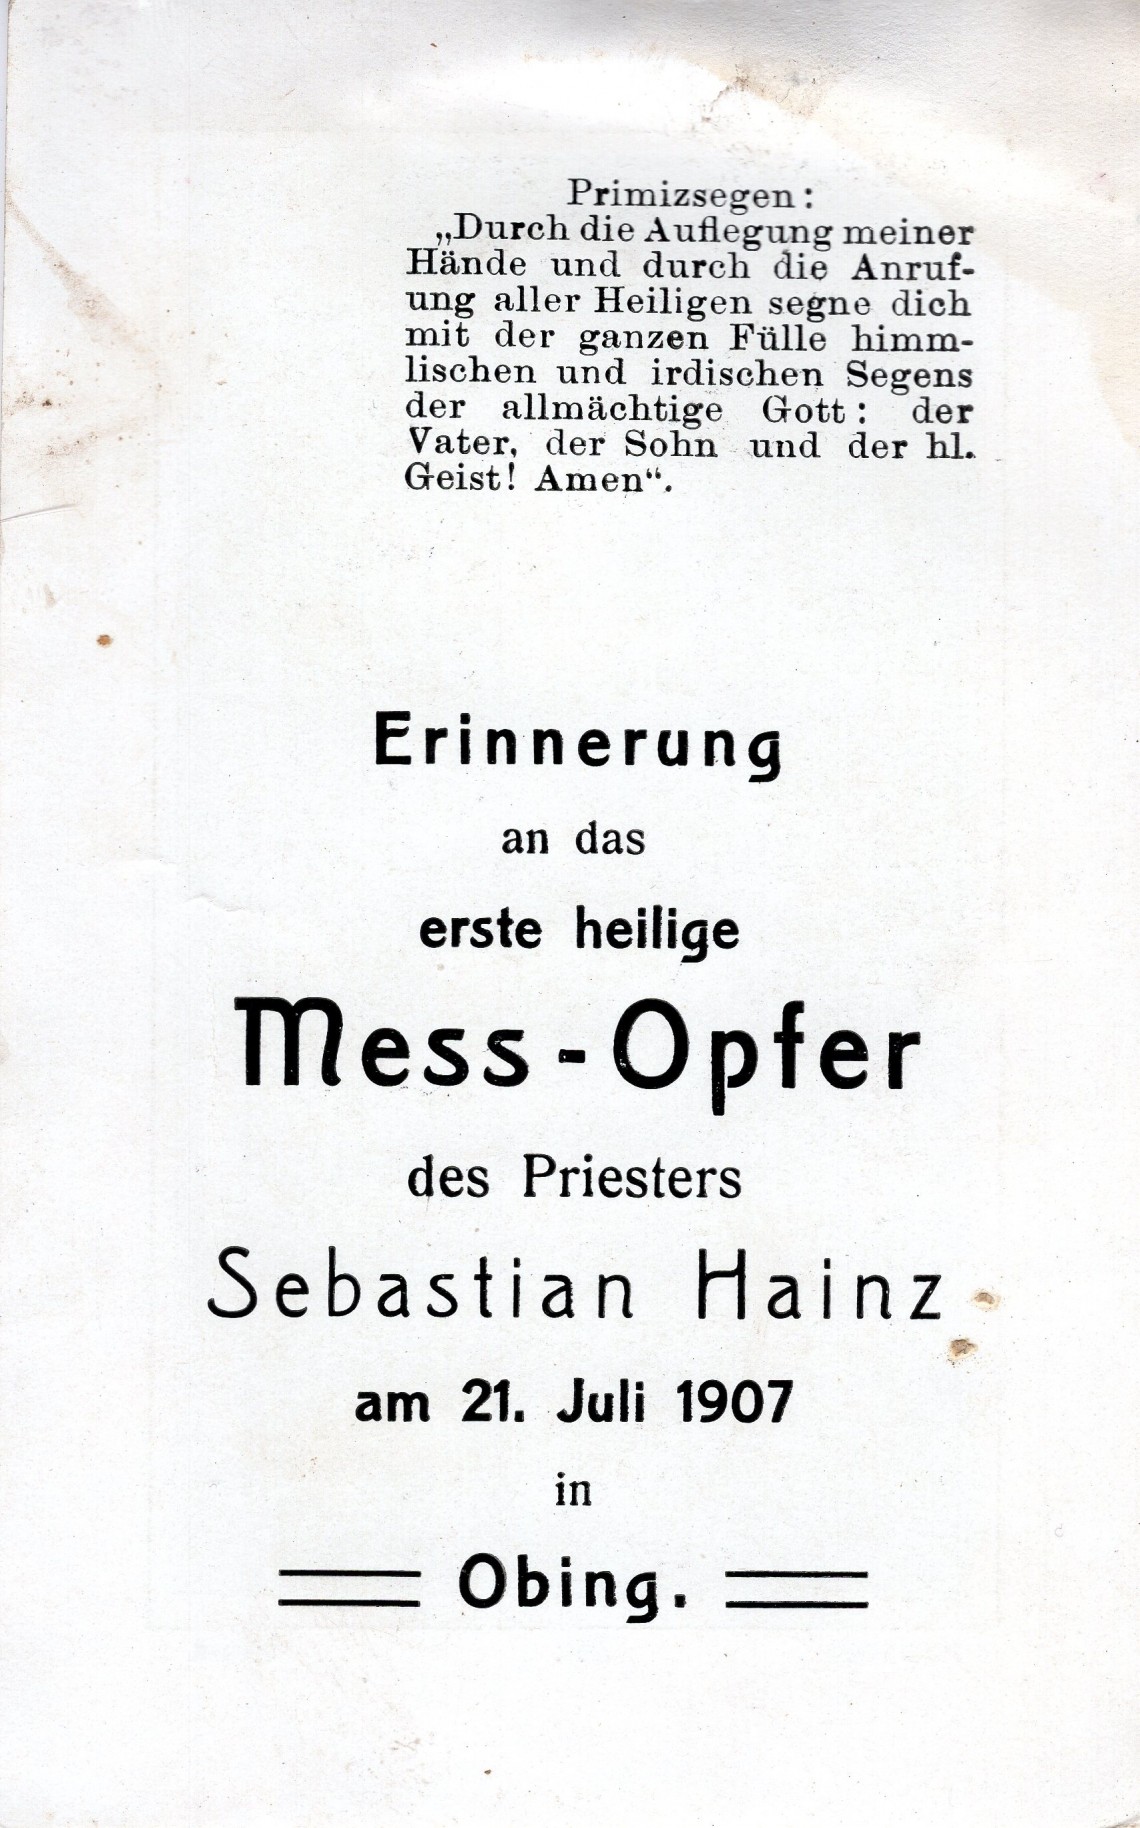 Primizsegen:
„Durch die Auflegung meiner
Hände und durch die Anruf-
ung aller Heiligen segne dich
mit der ganzen Fülle himm-
lischen und irdischen Segens
der allmächtige Gott: der
Vater, der Sohn und der hl.
Geist! Amen“.
Erinnerung
an das
erste heilige
Mess-Opfer
des Priesters
Sebastian Hainz
am 21. Juli 1907
in
Obing.